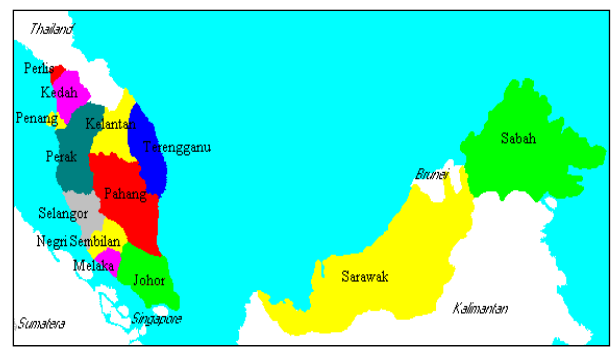 Thailand
Perlis
Kedah
Penang
Kelantan
Terengganu
Perak
Sabah
Brunei
Pahang
Selangor
Negri Sembilan
Melaka
Johor
Sarawak
Kalimantan
Singapore
Sumatera